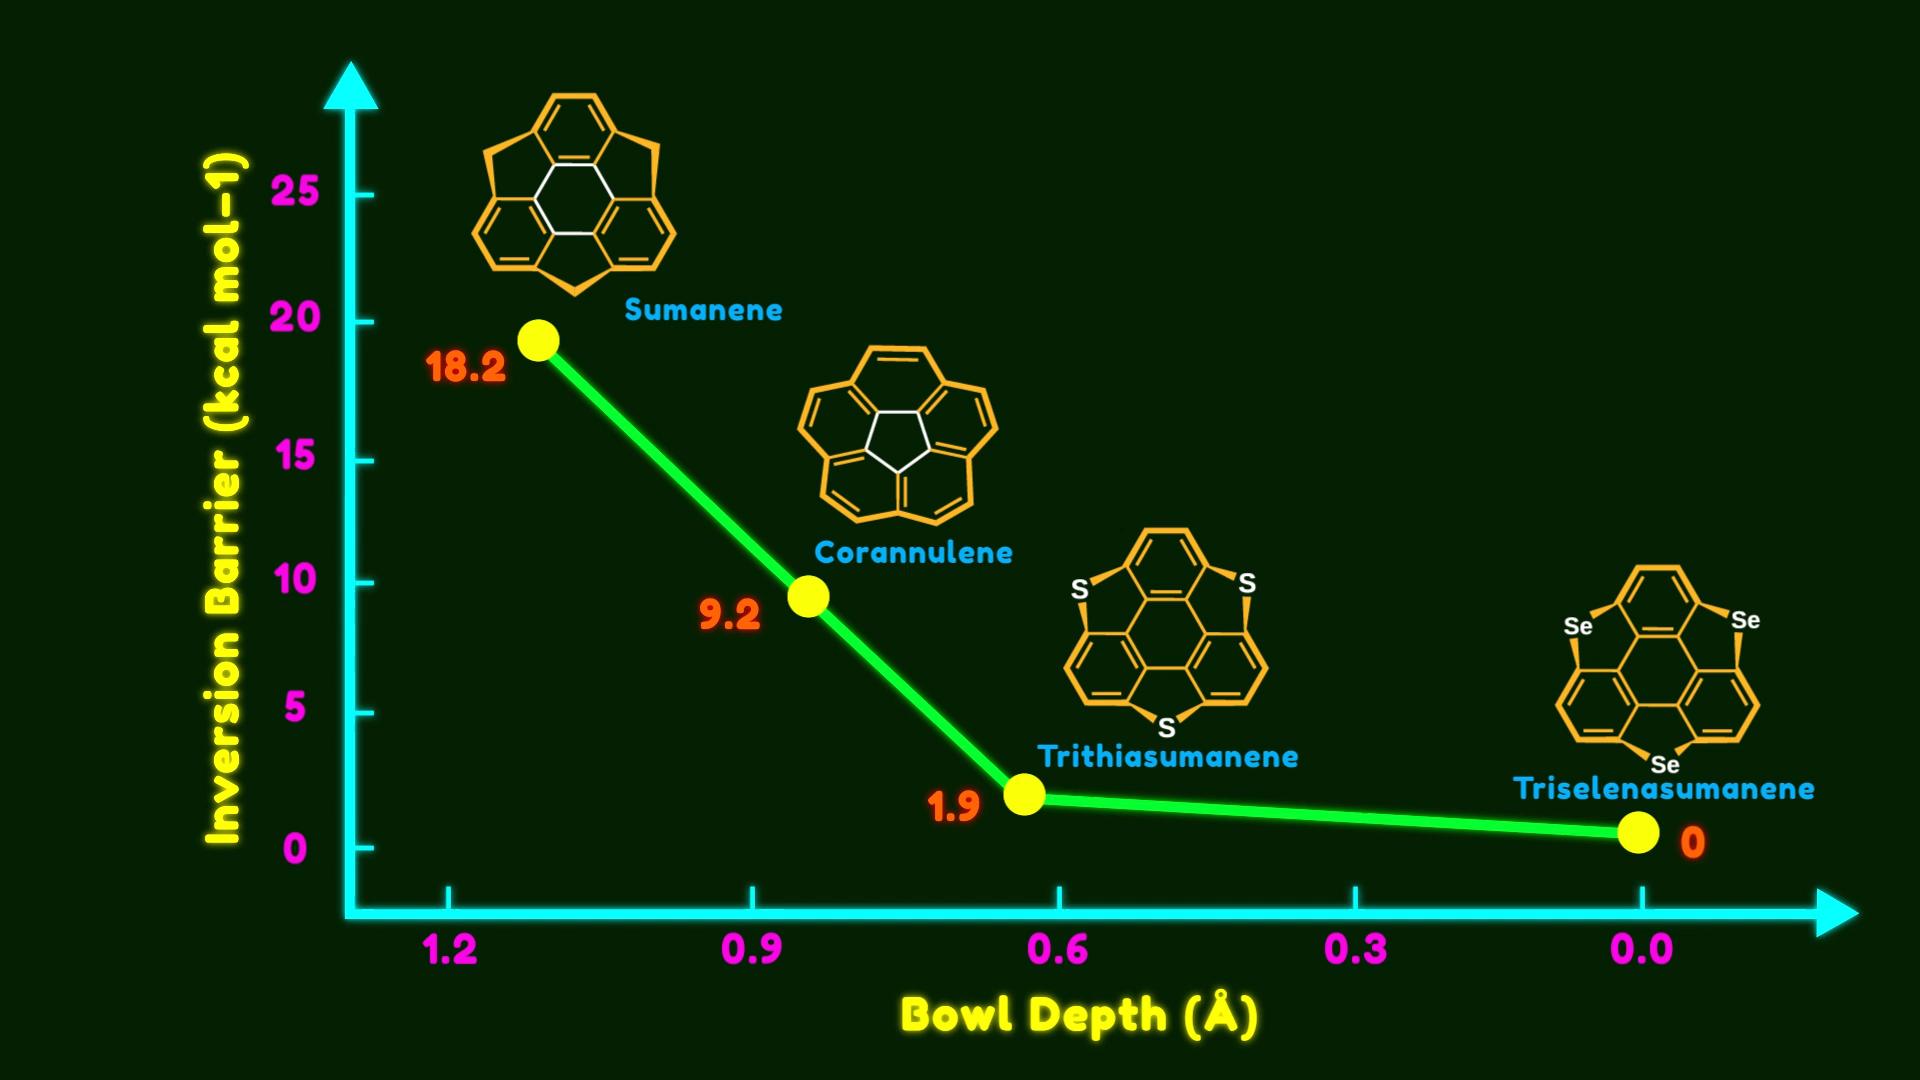 Inversion Barrier (kcal mol-1)
25
20
15
10
5
0
Sumanene
18.2
Corannulene
9.2
S
S
S
Trithiasumanene
1.9
Se
Se
Se
Triselenasumanene
0
1.2
0.9
0.6
0.3
0.0
Bowl Depth (Å)